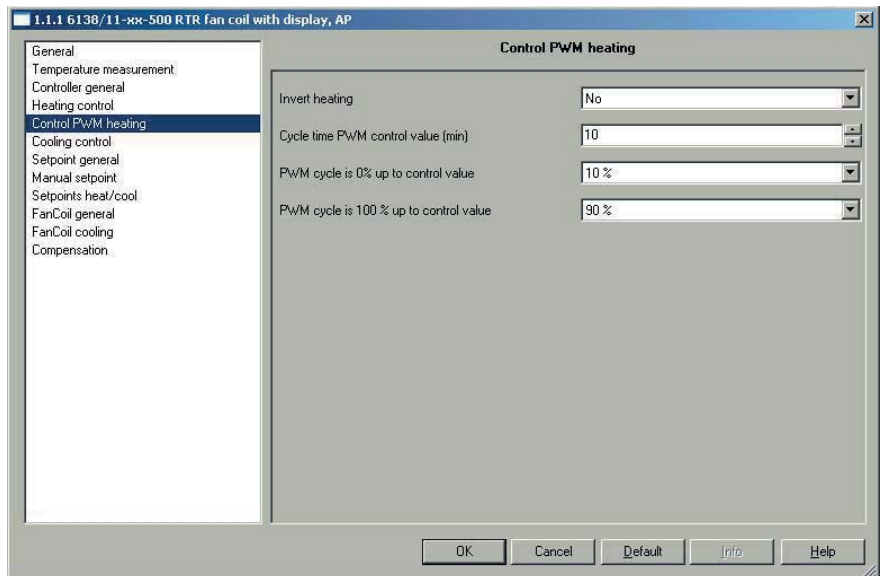 1.1.1 6138/11-xx-500 RTR fan coil with display, AP
General
Temperature measurement
Controller general
Heating control
Control PWM heating
Cooling control
Setpoint general
Manual setpoint
Setpoints heat/cool
FanCoil general
FanCoil cooling
Compensation
Control PWM heating
Invert heating No
Cycle time PWM control value (min) 10
PWM cycle is 0% up to control value 10 %
PWM cycle is 100 % up to control value 90 %
OK Cancel Default Info Help